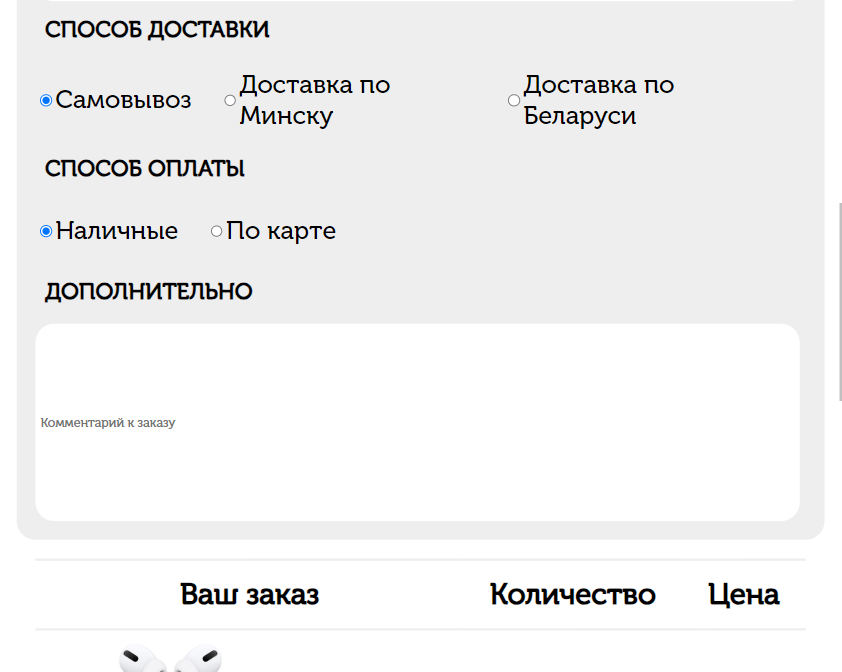 СПОСОБ ДОСТАВКИ
Самовывоз
Доставка по
Минску
Доставка по
Беларуси
СПОСОБ ОПЛАТЫ
Наличные
По карте
ДОПОЛНИТЕЛЬНО
Комментарий к заказу
Ваш заказ Количество Цена